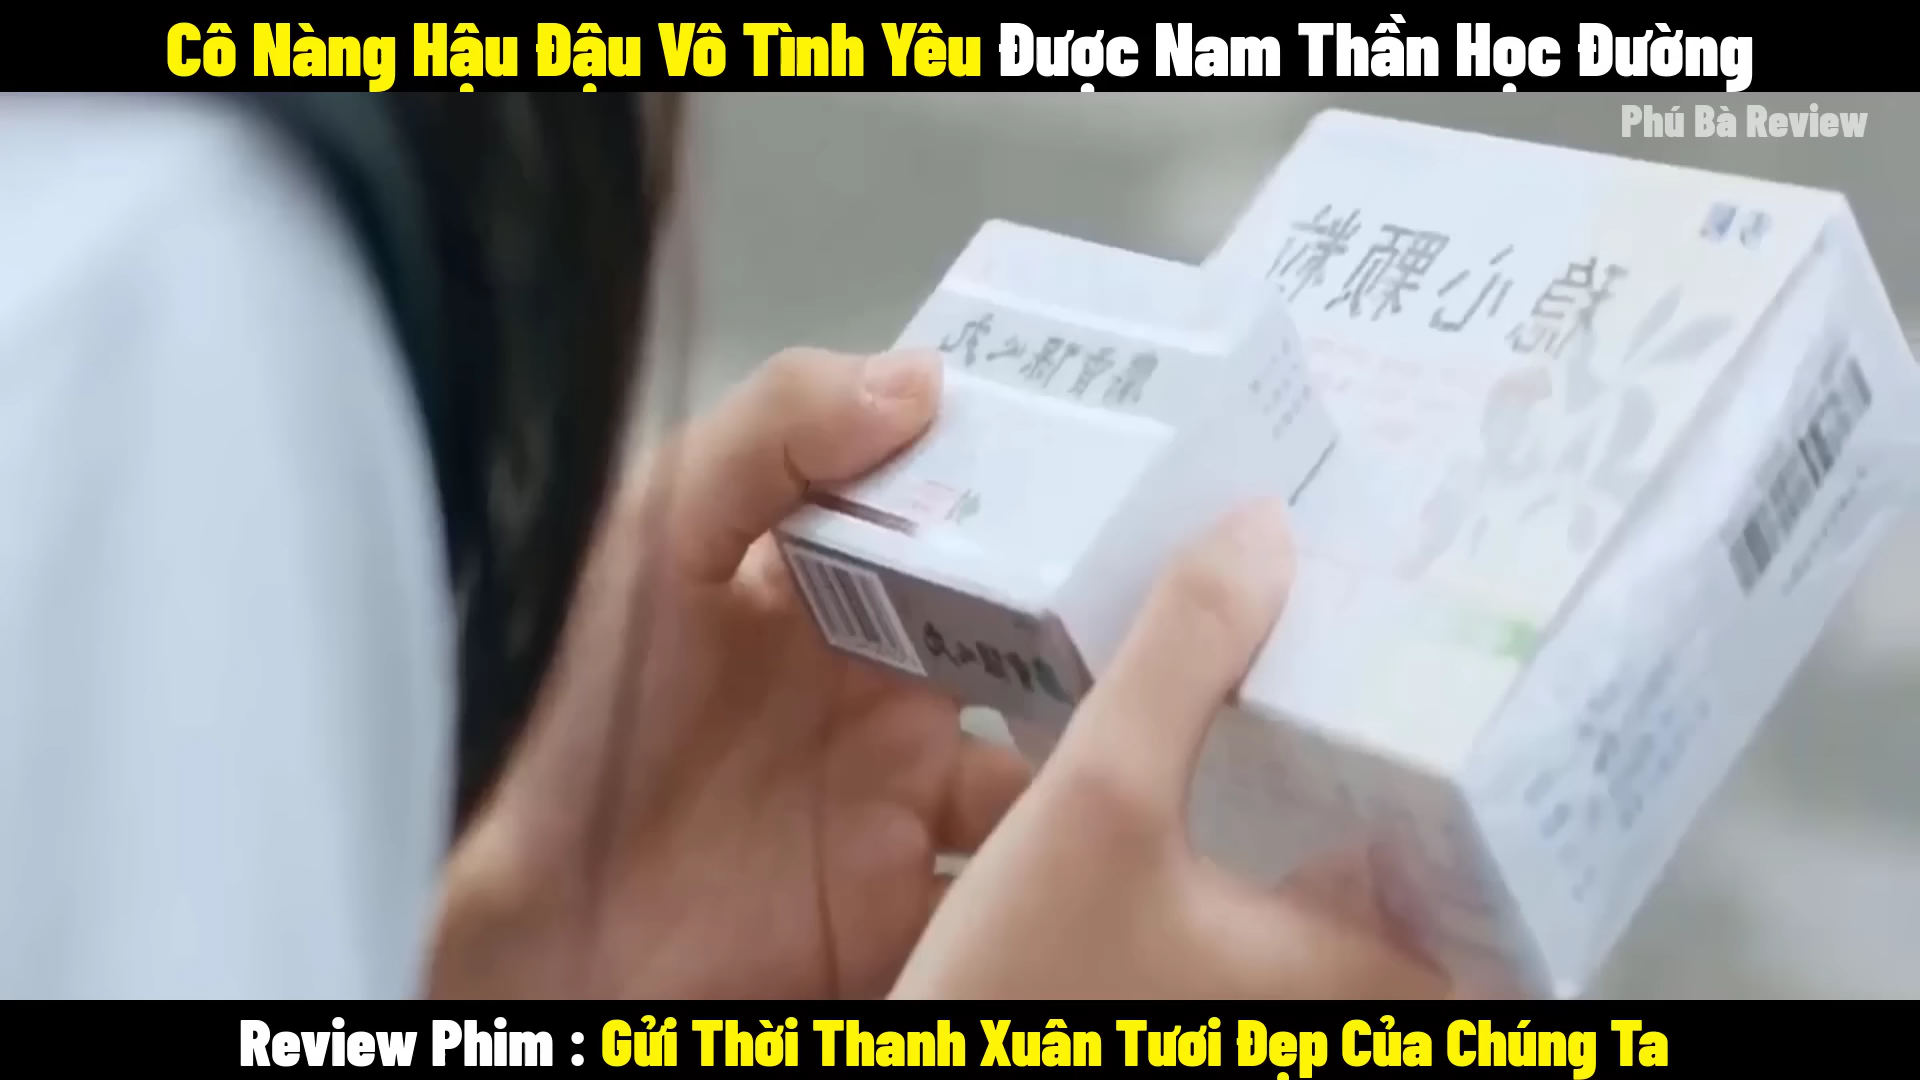 Cô Nàng Hậu Đậu Vô Tình Yêu Được Nam Thần Học Đường
Phú Bà Review
Review Phim : Gửi Thời Thanh Xuân Tươi Đẹp Của Chúng Ta